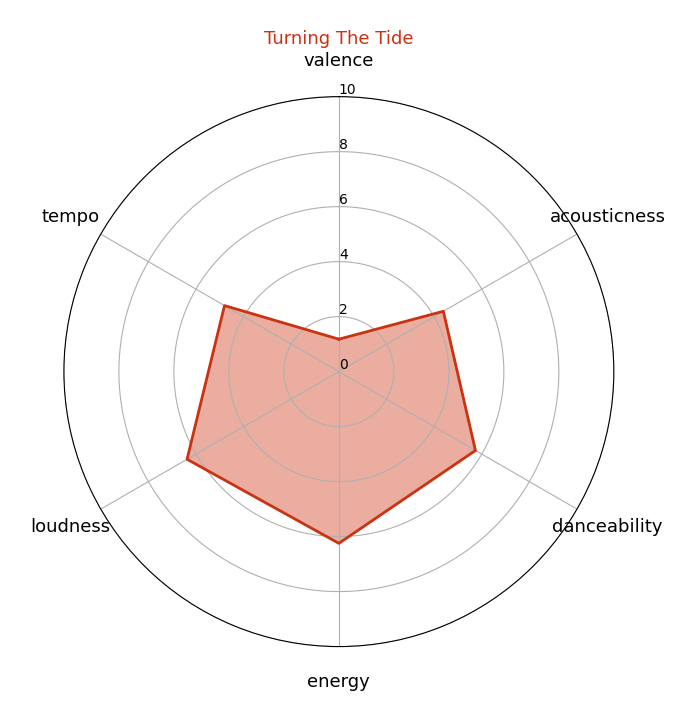 Turning The Tide
valence
10
8
6
4
2
0
tempo
acousticness
loudness
danceability
energy